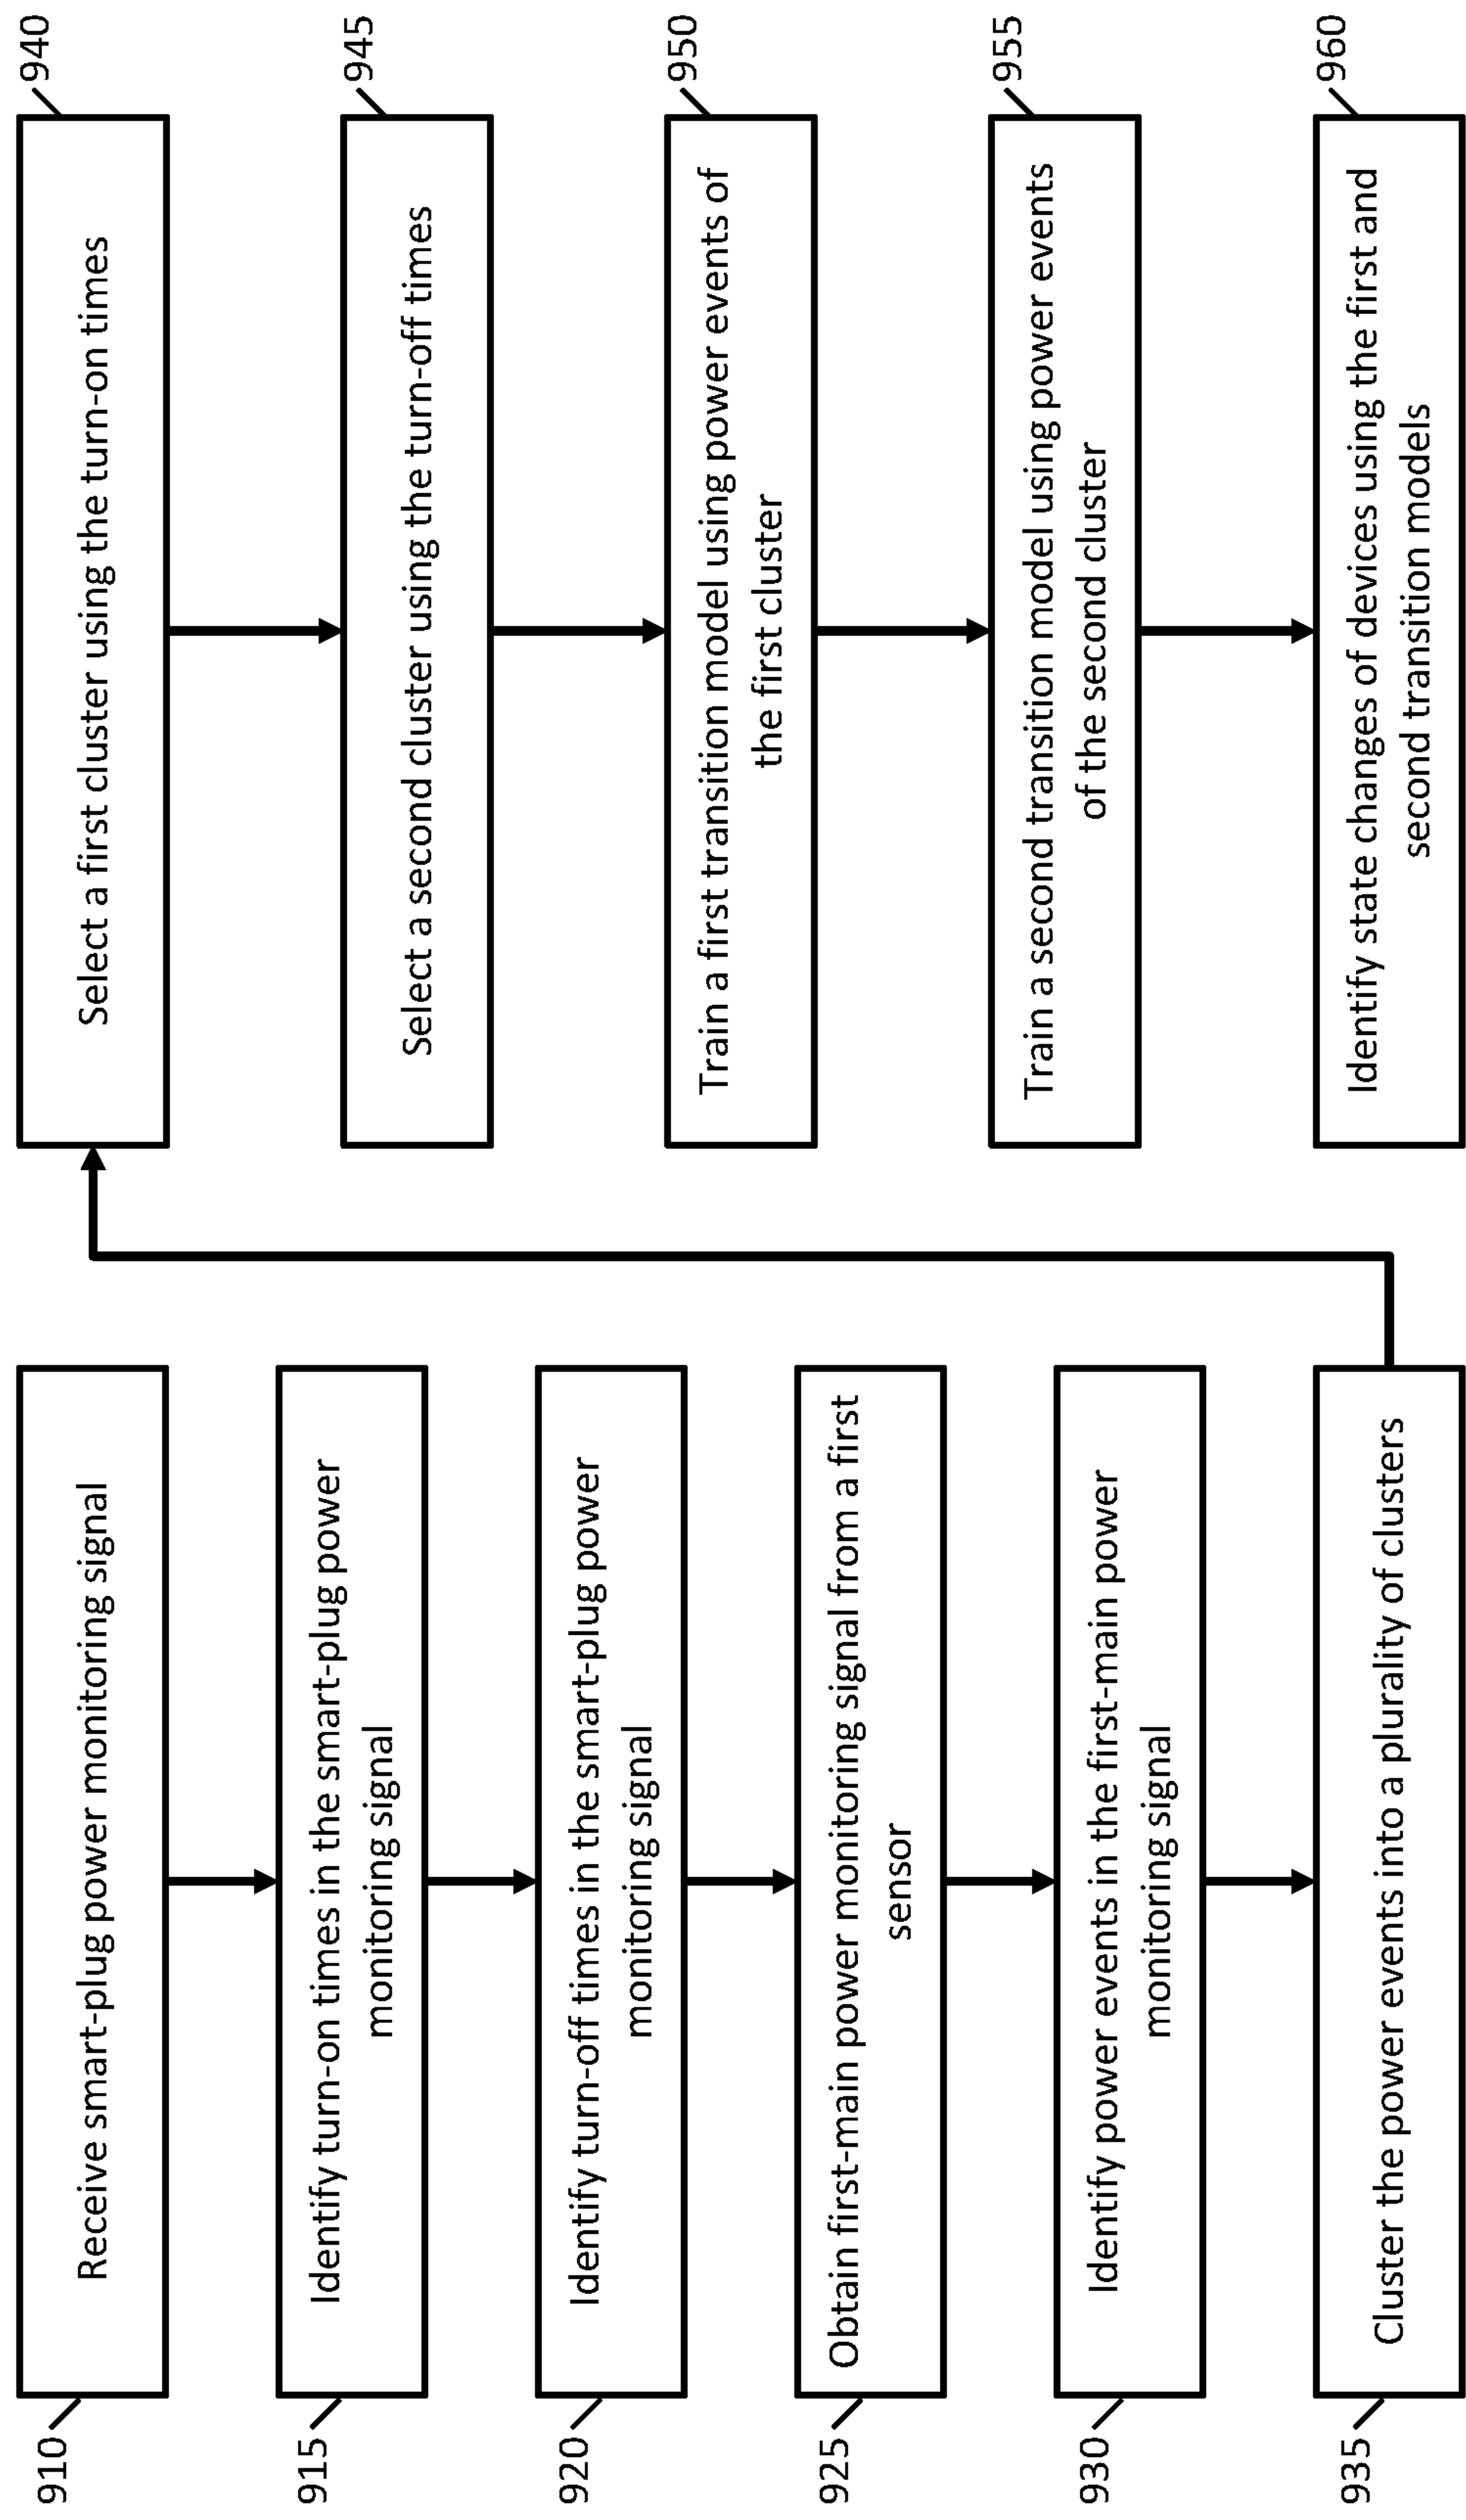 910
Receive smart-plug power monitoring signal
915
Identify turn-on times in the smart-plug power
monitoring signal
920
Identify turn-off times in the smart-plug power
monitoring signal
925
Obtain first-main power monitoring signal from a first
sensor
930
Identify power events in the first-main power
monitoring signal
935
Cluster the power events into a plurality of clusters
940
Select a first cluster using the turn-on times
945
Select a second cluster using the turn-off times
950
Train a first transition model using power events of
the first cluster
955
Train a second transition model using power events
of the second cluster
960
Identify state changes of devices using the first and
second transition models